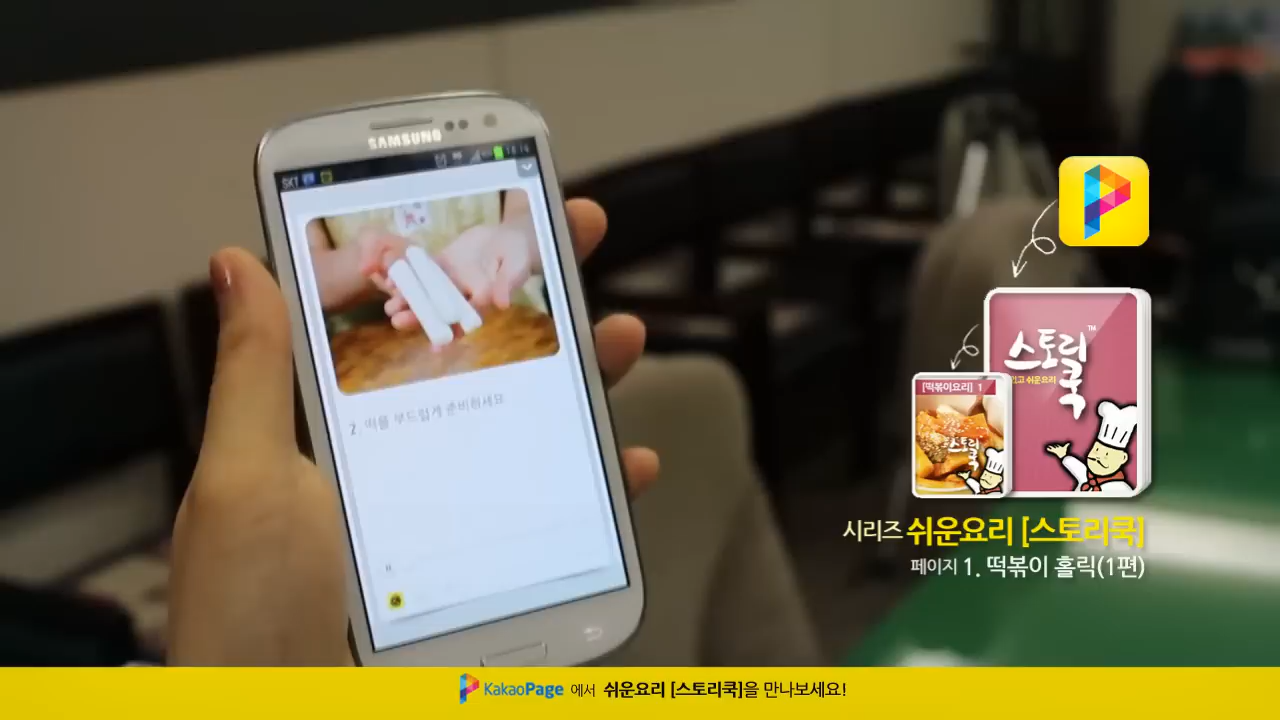 SAMSUNG
SKT
2. 떡을 부드럽게 준비하세요
스토리쿡 TM
쉬운요리
[떡볶이요리] 1
스토리쿡
시리즈 쉬운요리 [스토리쿡]
페이지 1. 떡볶이 홀릭(1편)
KakaoPage 에서 쉬운요리 [스토리쿡]을 만나보세요!